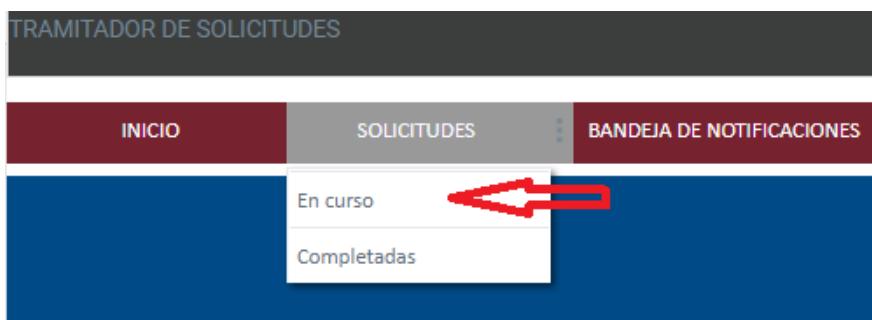 TRAMITADOR DE SOLICITUDES
INICIO SOLICITUDES BANDEJA DE NOTIFICACIONES
En curso
Completadas